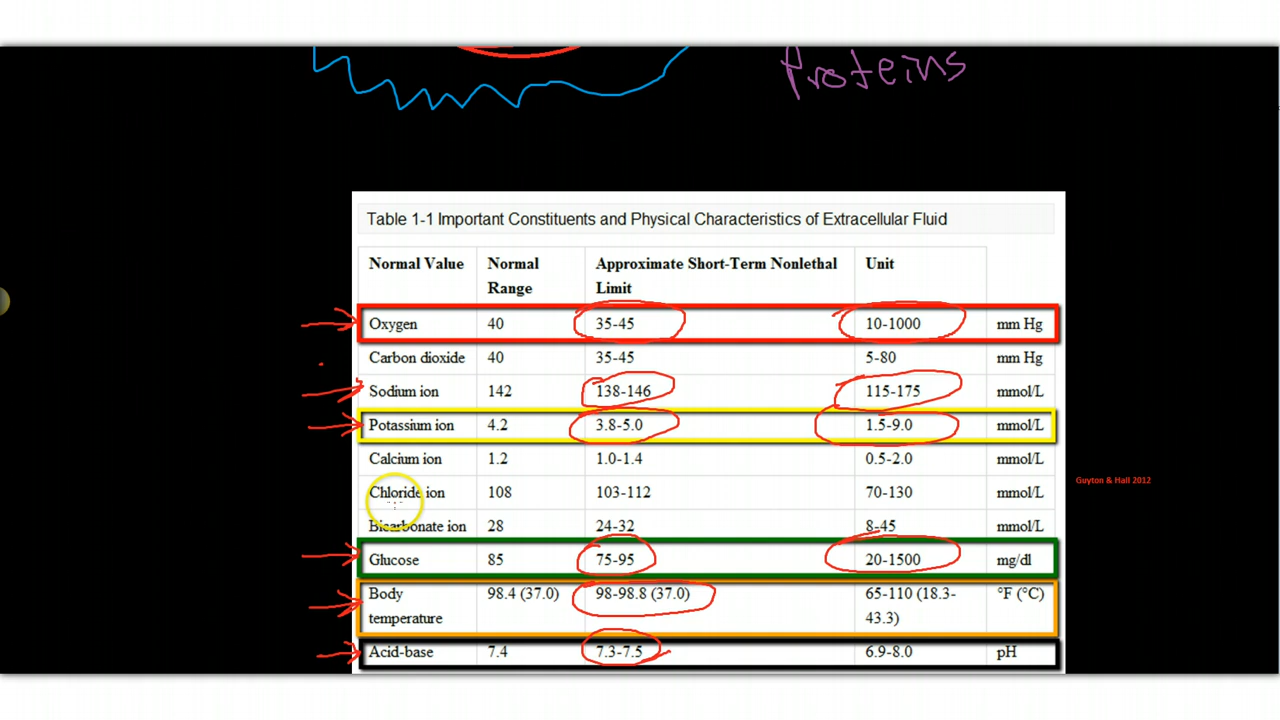 Proteins
Table 1-1 Important Constituents and Physical Characteristics of Extracellular Fluid
Normal Value Normal Range Approximate Short-Term Nonlethal Limit Unit
Oxygen 40 35-45 10-1000 mm Hg
Carbon dioxide 40 35-45 5-80 mm Hg
Sodium ion 142 138-146 115-175 mmol/L
Potassium ion 4.2 3.8-5.0 1.5-9.0 mmol/L
Calcium ion 1.2 1.0-1.4 0.5-2.0 mmol/L
Guyton & Hall 2012
Chloride ion 108 103-112 70-130 mmol/L
Bicarbonate ion 28 24-32 8-45 mmol/L
Glucose 85 75-95 20-1500 mg/dl
Body temperature 98.4 (37.0) 98-98.8 (37.0) 65-110 (18.3-43.3) °F (°C)
Acid-base 7.4 7.3-7.5 6.9-8.0 pH